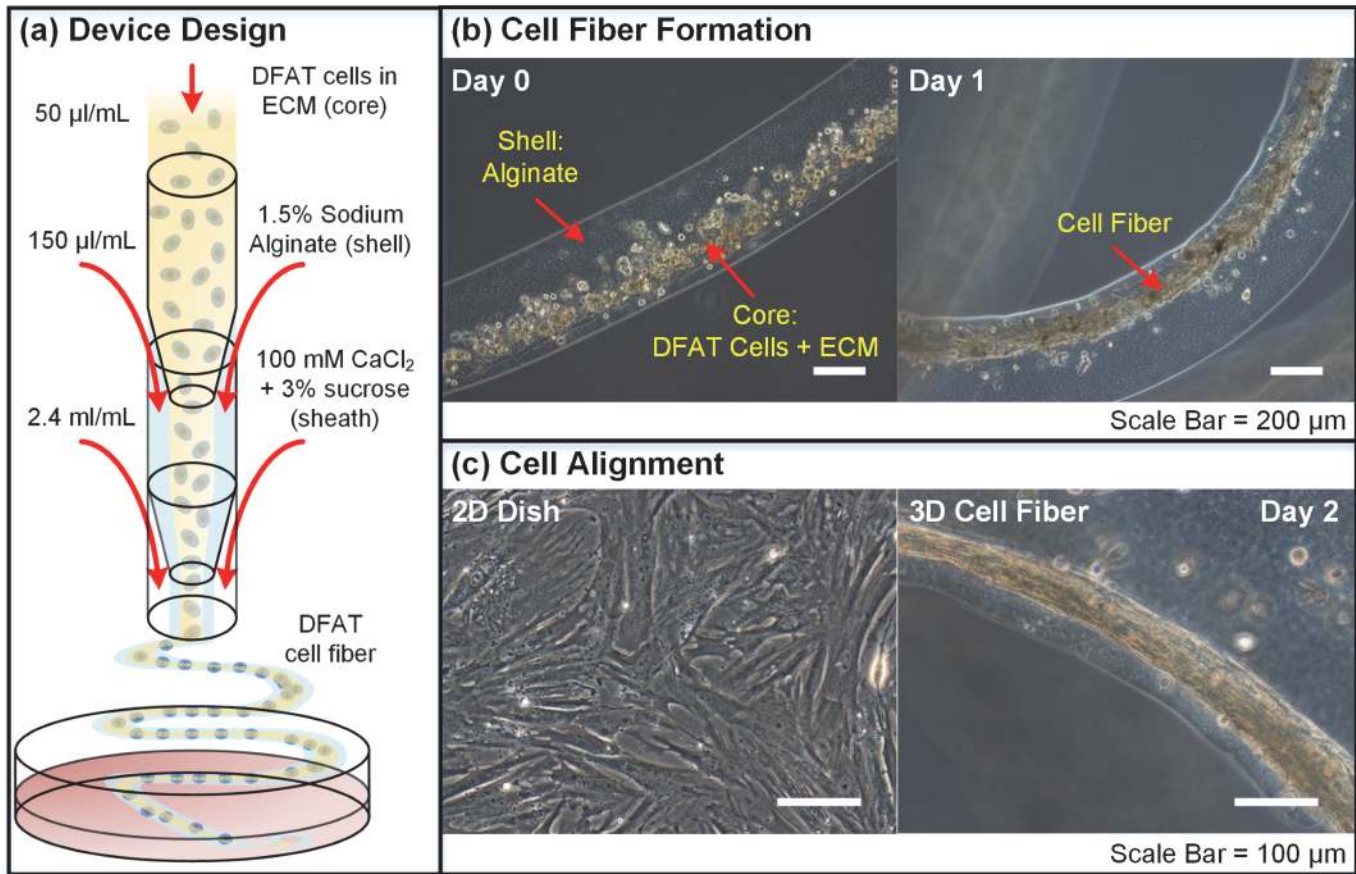 (a) Device Design
DFAT cells in
ECM (core)
50 µl/mL
1.5% Sodium
Alginate (shell)
150 µl/mL
100 mM CaCl₂
+ 3% sucrose
(sheath)
2.4 ml/mL
DFAT
cell fiber
(b) Cell Fiber Formation
Day 0
Shell:
Alginate
Core:
DFAT Cells + ECM
Day 1
Cell Fiber
Scale Bar = 200 µm
(c) Cell Alignment
2D Dish
3D Cell Fiber
Day 2
Scale Bar = 100 µm